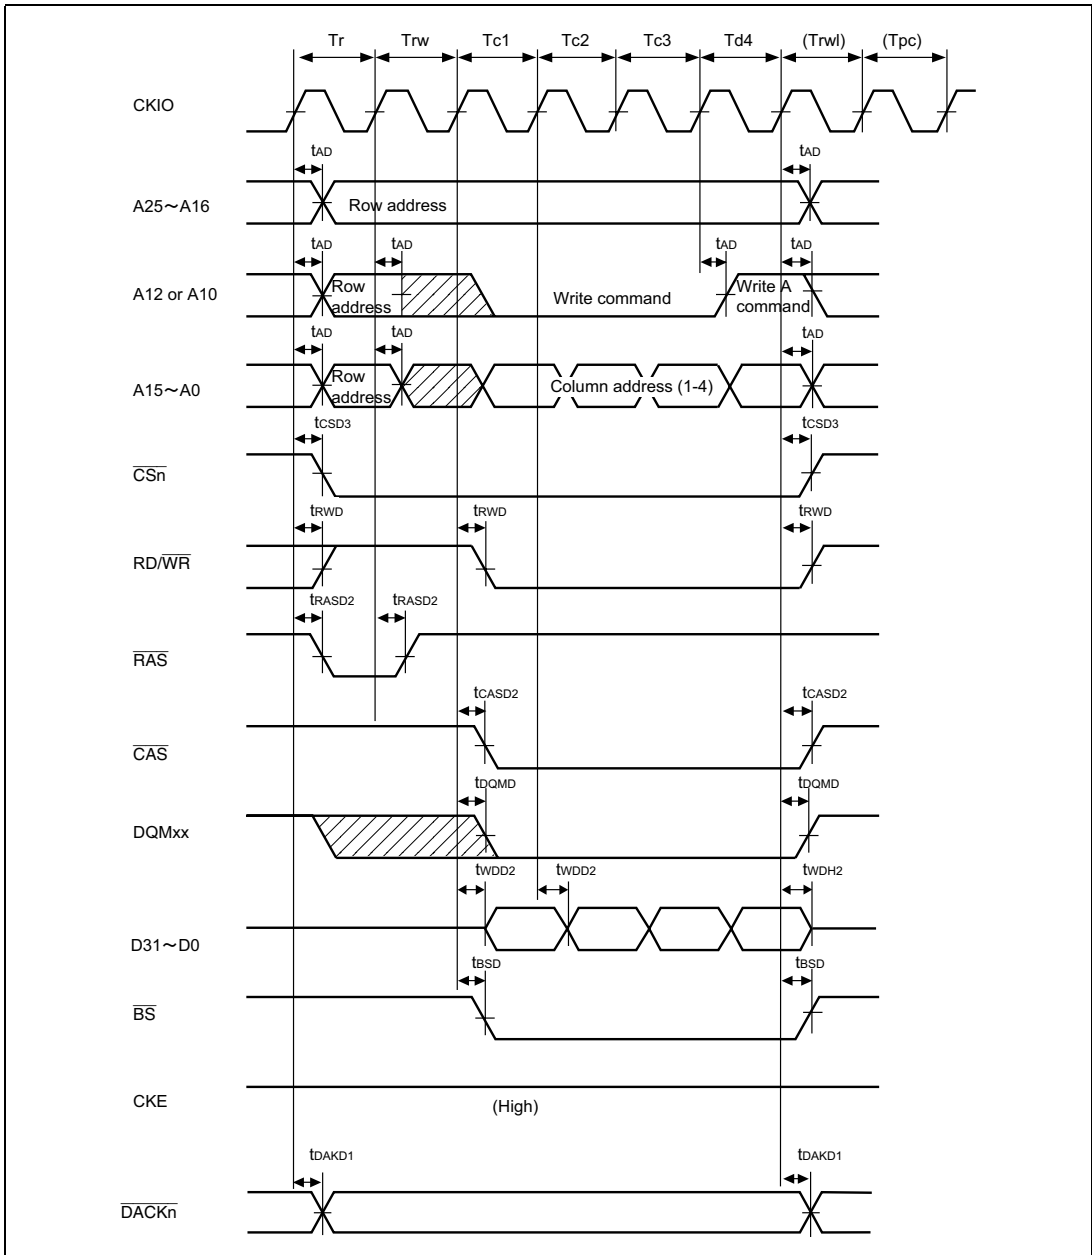 Tr Trw Tc1 Tc2 Tc3 Td4 (Trwl) (Tpc)
CKIO
tAD tAD
A25～A16 Row address
tAD tAD tAD tAD
A12 or A10 Row address Write command Write A command
tAD tAD tAD
A15～A0 Row address Column address (1-4)
tCSD3 tCSD3
CSn
tRWD tRWD tRWD
RD/WR
tRASD2 tRASD2
RAS
tCASD2 tCASD2
CAS
tDQMD tDQMD
DQMxx
tWDD2 tWDD2 tWDH2
D31～D0
tBSD tBSD
BS
CKE
(High)
tDAKD1 tDAKD1
DACKn